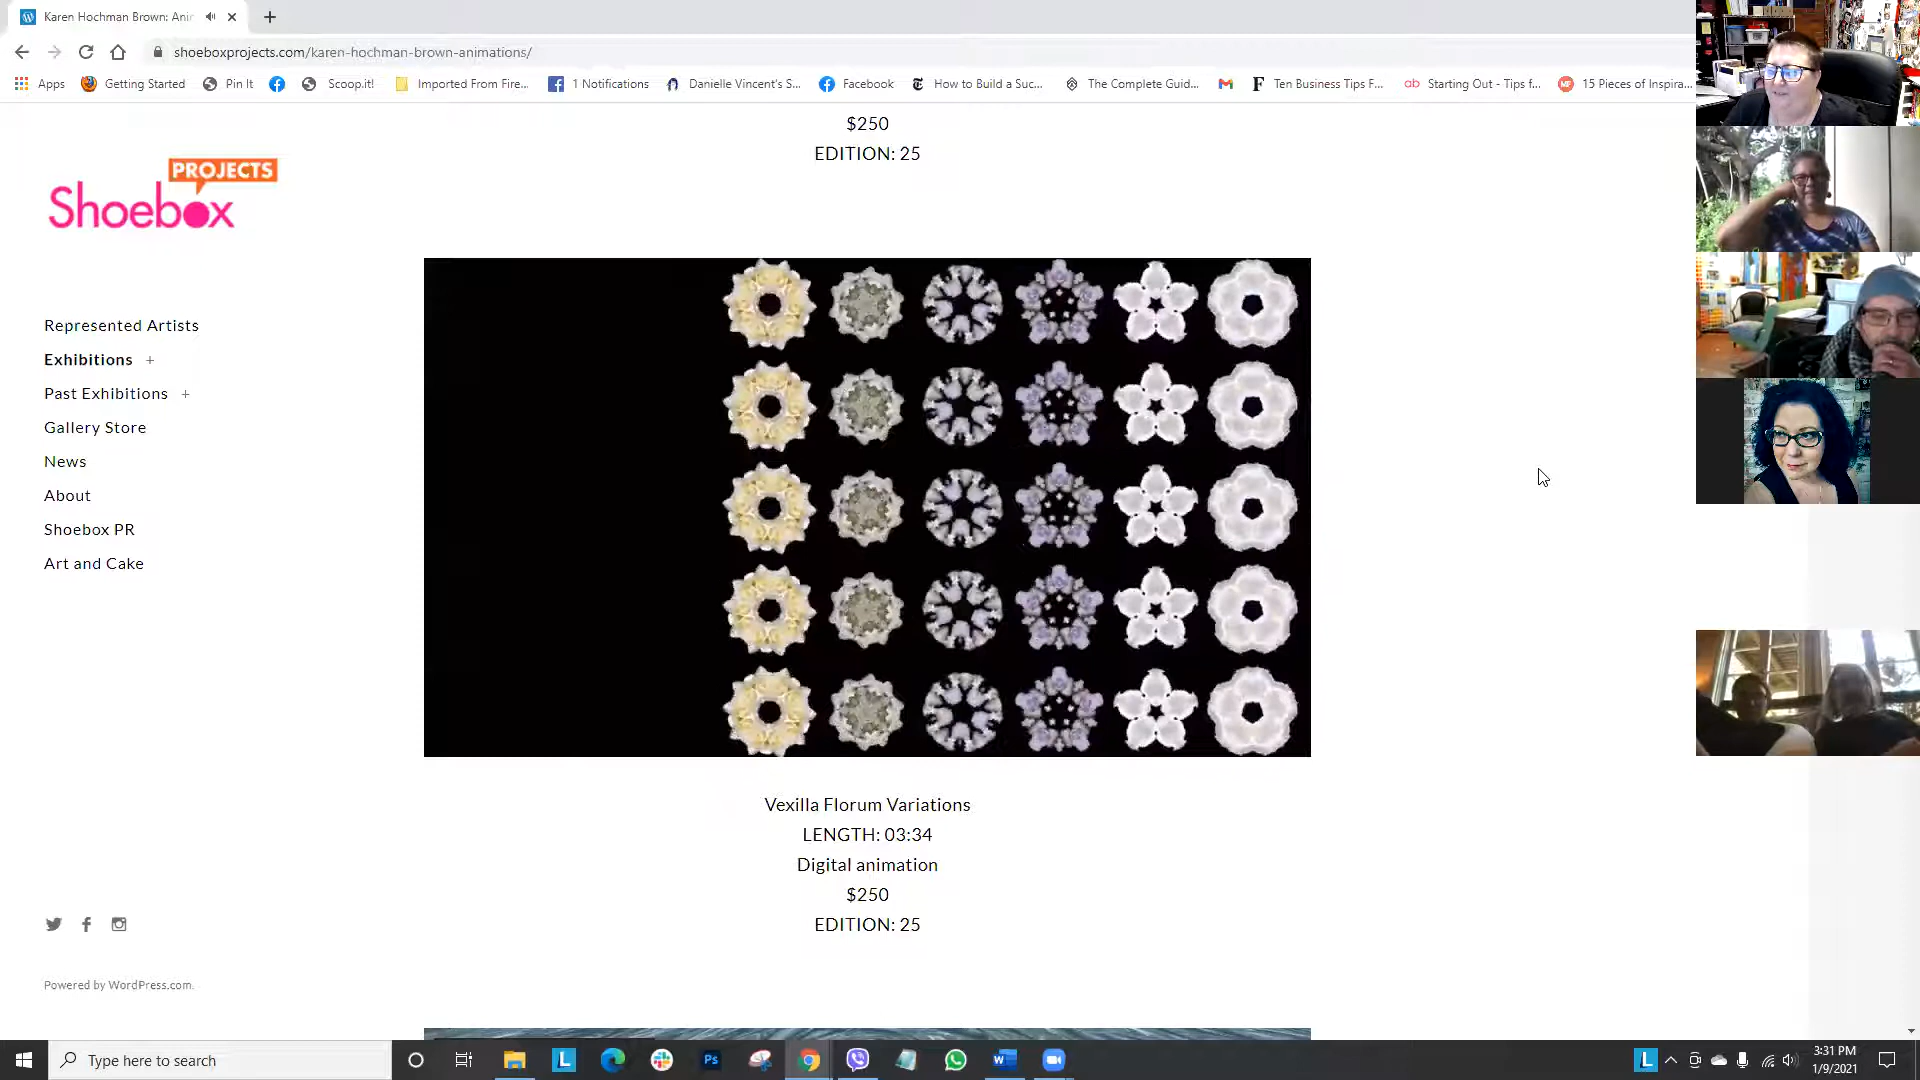 Karen Hochman Brown: Anir
shoeboxprojects.com/karen-hochman-brown-animations/
Apps
Getting Started
Pin It
Scoop.it!
Imported From Fire...
1 Notifications
Danielle Vincent's S...
Facebook
How to Build a Suc...
The Complete Guid...
Ten Business Tips F...
ab
Starting Out - Tips f...
15 Pieces of Inspira...
$250
EDITION: 25
PROJECTS
Shoebox
Represented Artists
Exhibitions +
Past Exhibitions +
Gallery Store
News
About
Shoebox PR
Art and Cake
Vexilla Florum Variations
LENGTH: 03:34
Digital animation
$250
EDITION: 25
Powered by WordPress.com.
Type here to search
L
Ps
L
3:31 PM
1/9/2021